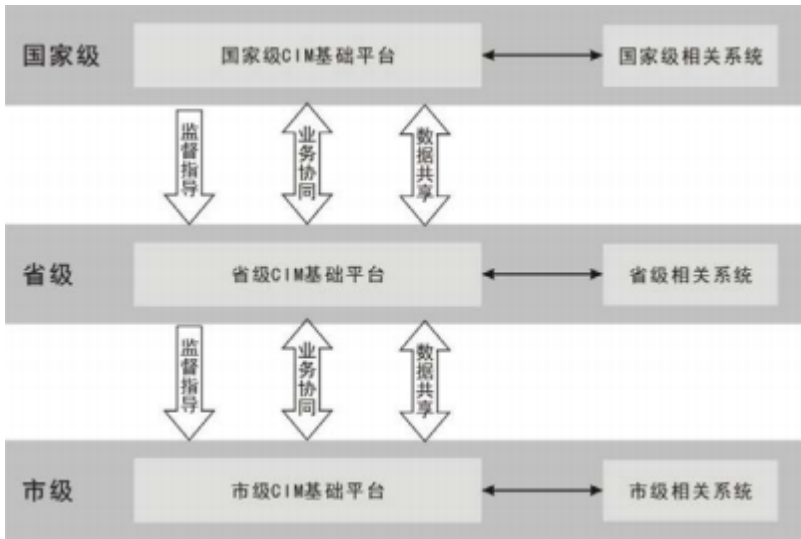 国家级
国家级CIM基础平台
国家级相关系统
监督指导
业务协同
数据共享
省级
省级CIM基础平台
省级相关系统
监督指导
业务协同
数据共享
市级
市级CIM基础平台
市级相关系统